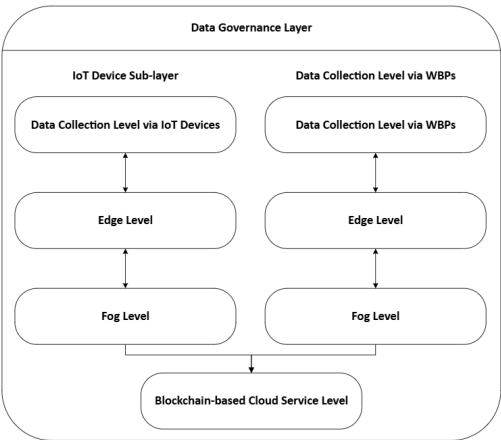 Data Governance Layer
IoT Device Sub-layer
Data Collection Level via WBPs
Data Collection Level via IoT Devices
Data Collection Level via WBPs
Edge Level
Edge Level
Fog Level
Fog Level
Blockchain-based Cloud Service Level